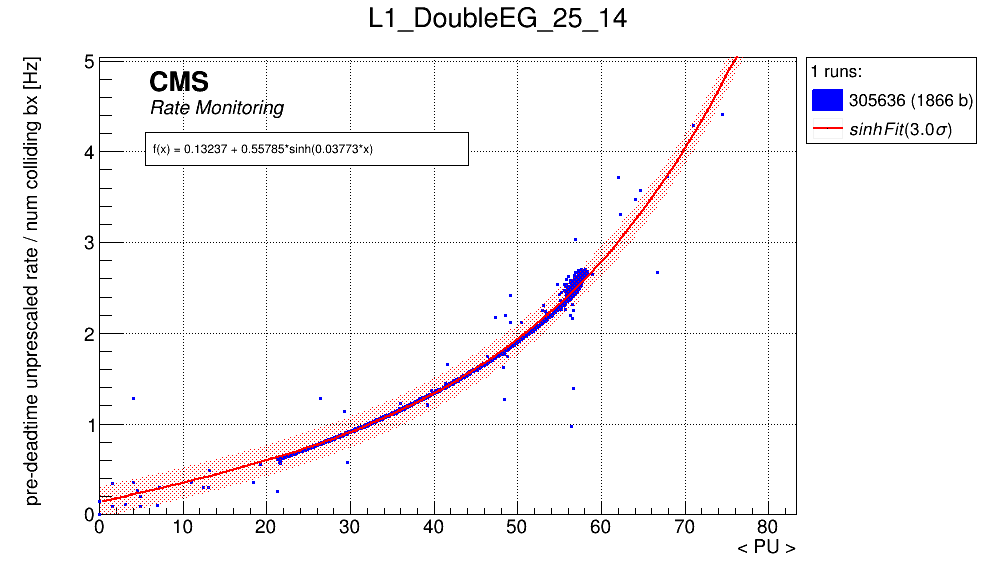 L1_DoubleEG_25_14
pre-deadtime unprescaled rate / num colliding bx [Hz]
5
4
3
2
1
0
CMS
Rate Monitoring
f(x) = 0.13237 + 0.55785*sinh(0.03773*x)
0 10 20 30 40 50 60 70 80
< PU >
1 runs:
305636 (1866 b)
sinhFit(3.0σ)